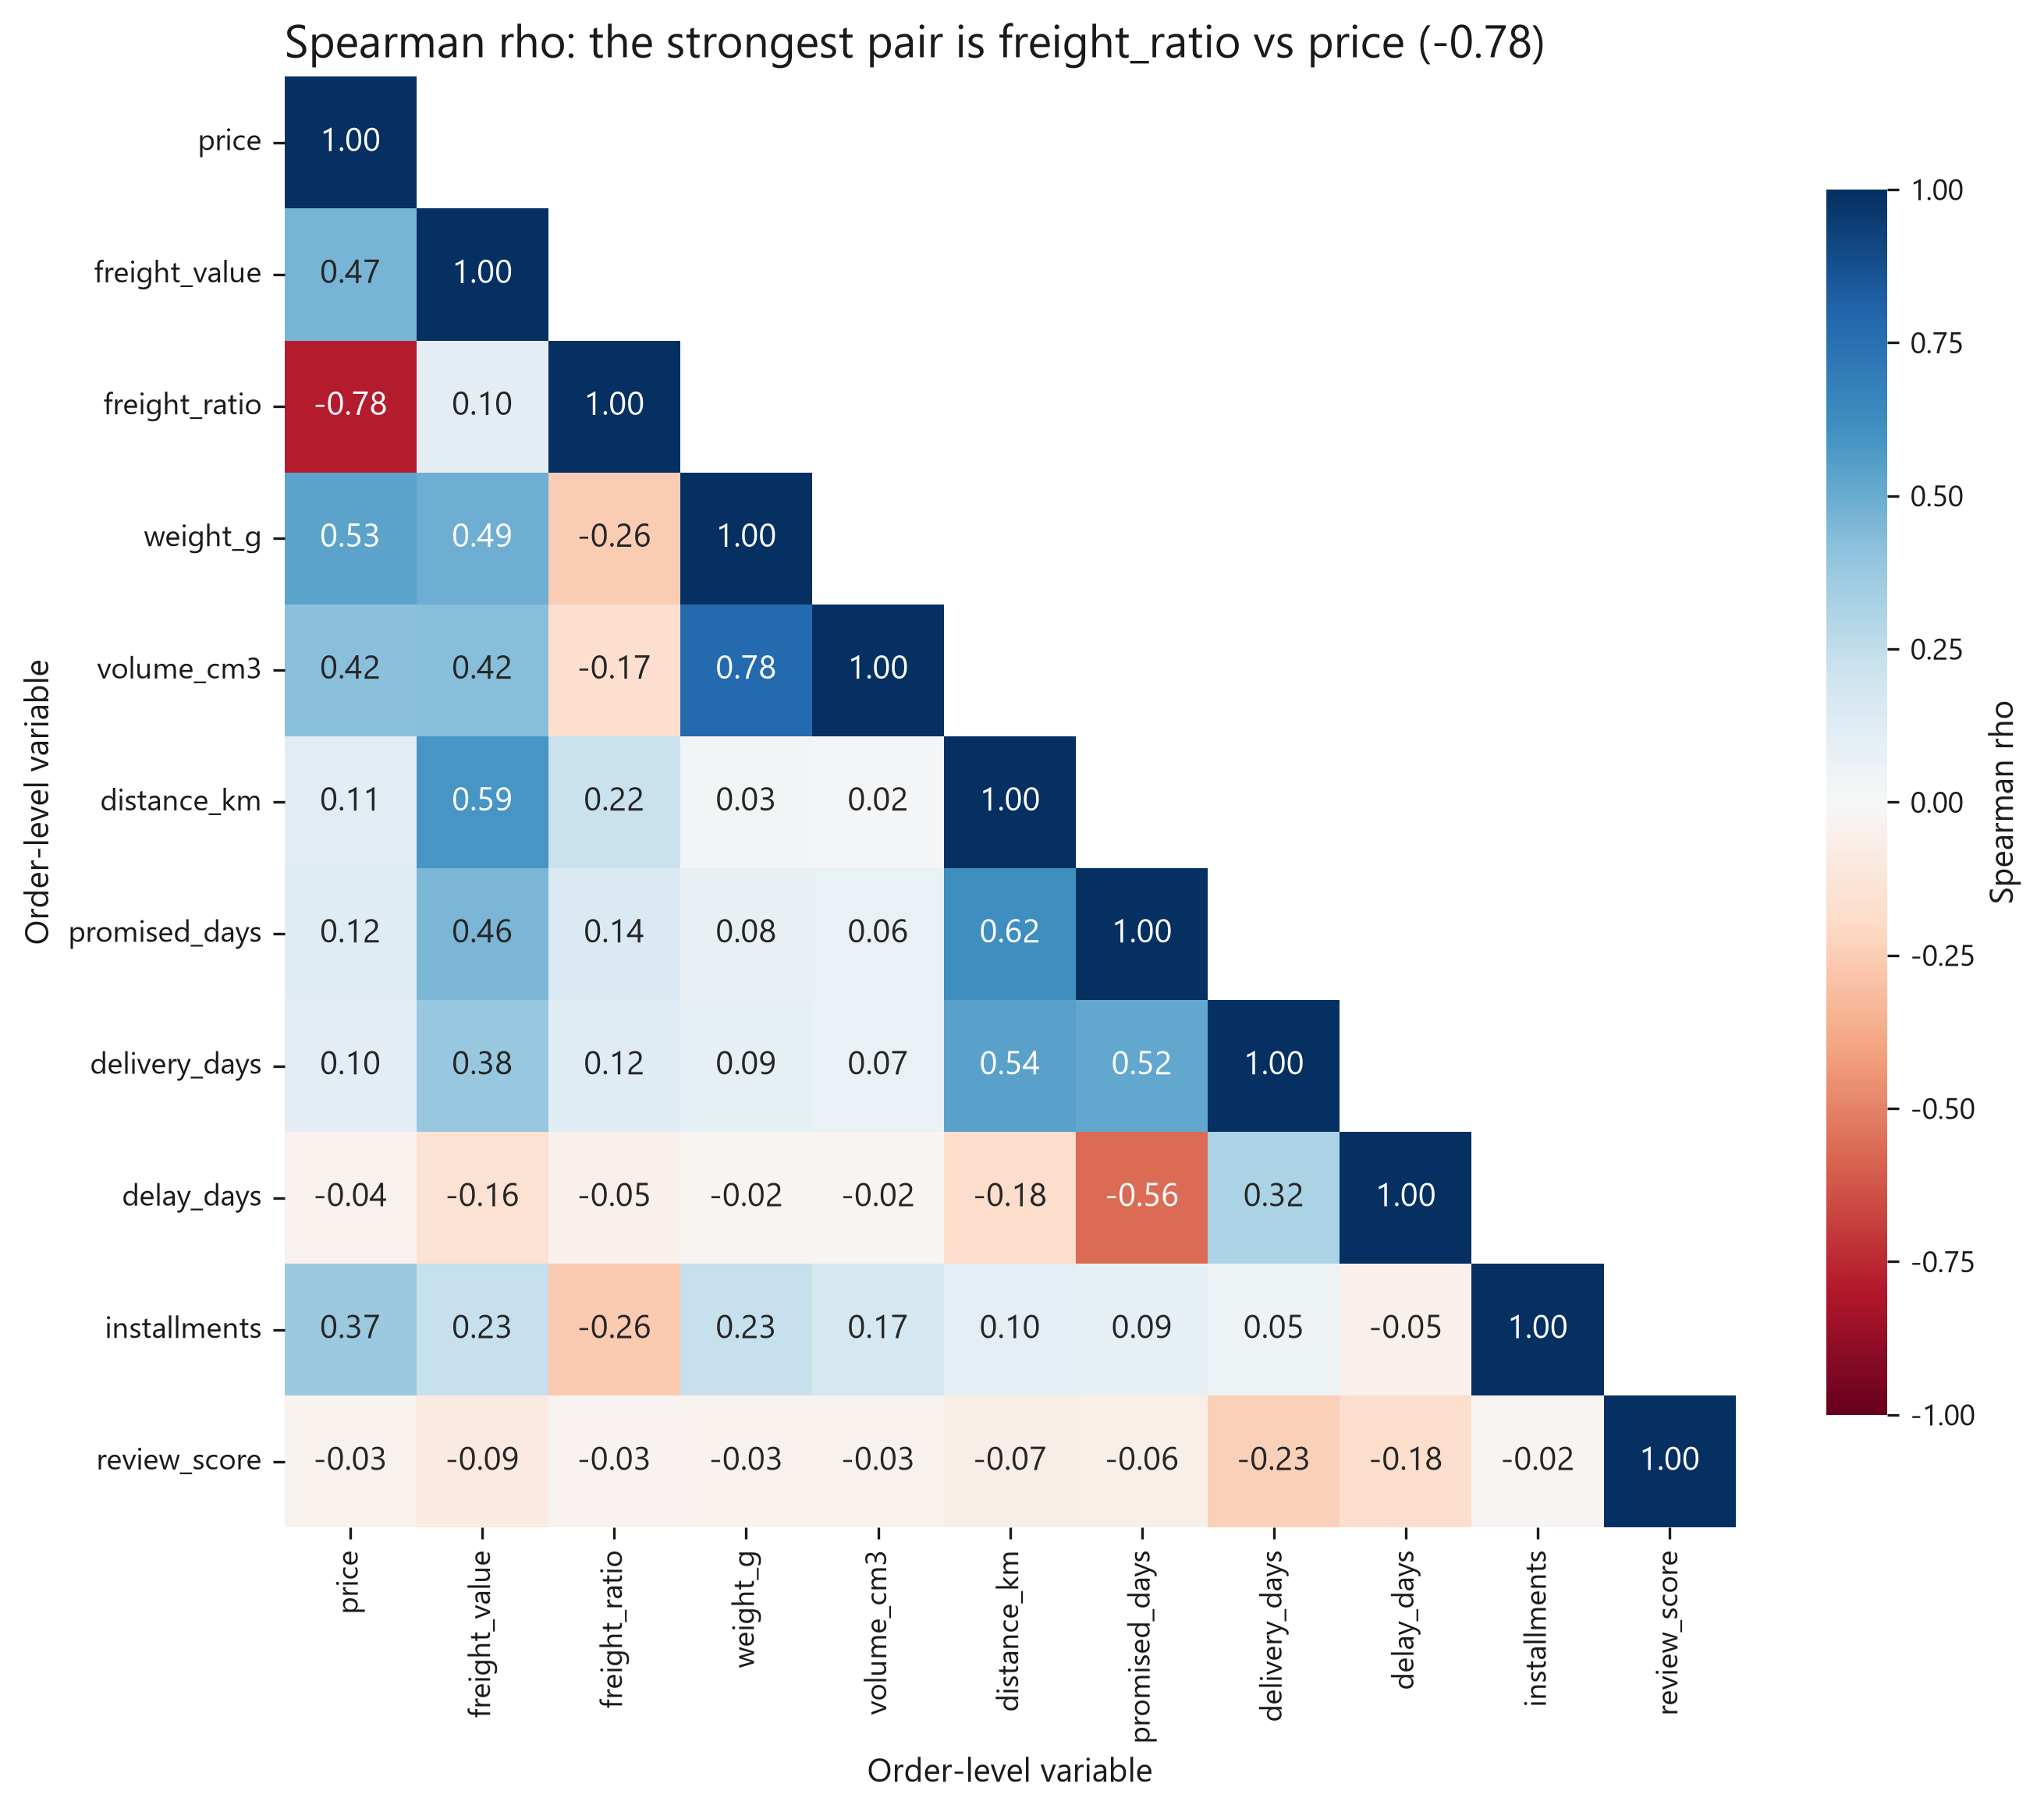 Spearman rho: the strongest pair is freight_ratio vs price (-0.78)
price 1.00
freight_value 0.47 1.00
freight_ratio -0.78 0.10 1.00
weight_g 0.53 0.49 -0.26 1.00
volume_cm3 0.42 0.42 -0.17 0.78 1.00
distance_km 0.11 0.59 0.22 0.03 0.02 1.00
promised_days 0.12 0.46 0.14 0.08 0.06 0.62 1.00
delivery_days 0.10 0.38 0.12 0.09 0.07 0.54 0.52 1.00
delay_days -0.04 -0.16 -0.05 -0.02 -0.02 -0.18 -0.56 0.32 1.00
installments 0.37 0.23 -0.26 0.23 0.17 0.10 0.09 0.05 -0.05 1.00
review_score -0.03 -0.09 -0.03 -0.03 -0.03 -0.07 -0.06 -0.23 -0.18 -0.02 1.00
Order-level variable
price freight_value freight_ratio weight_g volume_cm3 distance_km promised_days delivery_days delay_days installments review_score
Order-level variable
1.00
0.75
0.50
0.25
0.00
-0.25
-0.50
-0.75
-1.00
Spearman rho